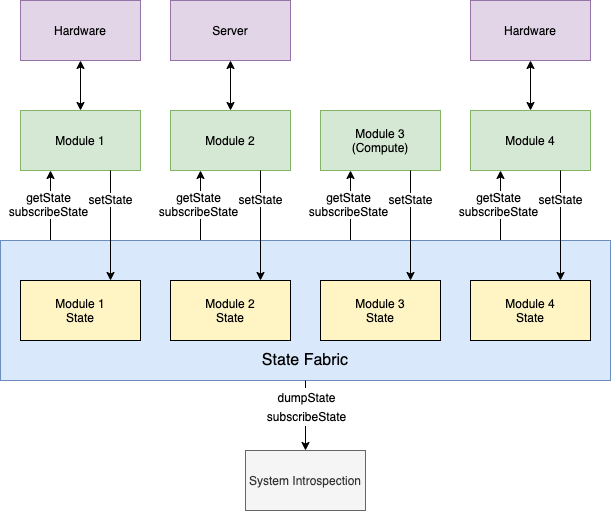 Hardware
Server
Hardware
Module 1
Module 2
Module 3
(Compute)
Module 4
getState
subscribeState
setState
getState
subscribeState
setState
getState
subscribeState
setState
getState
subscribeState
setState
Module 1
State
Module 2
State
Module 3
State
Module 4
State
State Fabric
dumpState
subscribeState
System Introspection